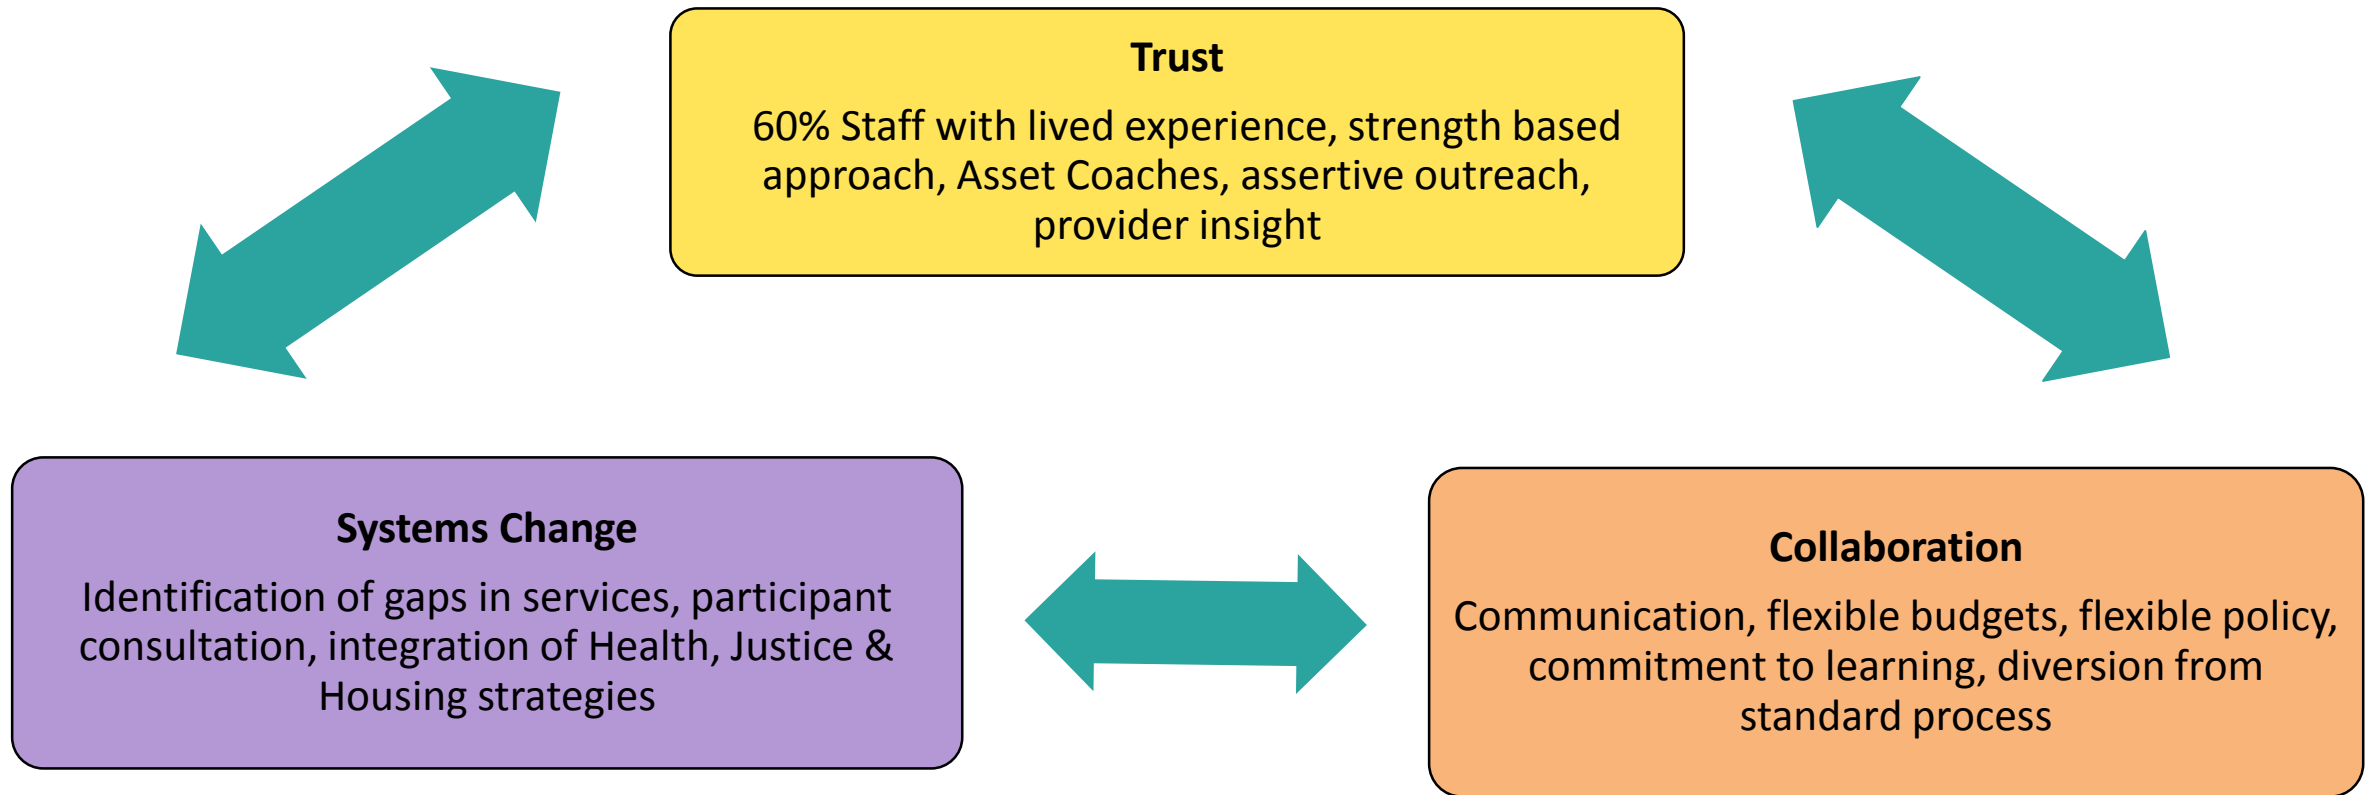 Trust
60% Staff with lived experience, strength based
approach, Asset Coaches, assertive outreach,
provider insight
Systems Change
Identification of gaps in services, participant
consultation, integration of Health, Justice &
Housing strategies
Collaboration
Communication, flexible budgets, flexible policy,
commitment to learning, diversion from
standard process